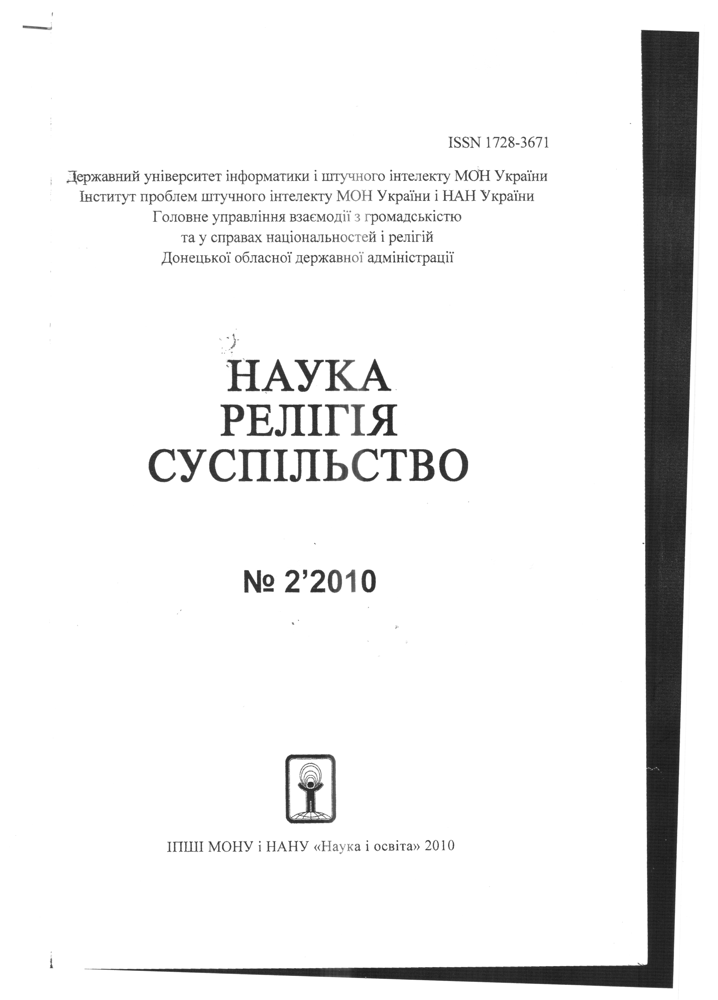 ISSN 1728-3671
Державний університет інформатики і штучного інтелекту МОН України
Інститут проблем штучного інтелекту МОН України і НАН України
Головне управління взаємодії з громадськістю
та у справах національностей і релігій
Донецької обласної державної адміністрації
НАУКА
РЕЛІГІЯ
СУСПІЛЬСТВО
№ 2’2010
ІПШІ МОНУ і НАНУ «Наука і освіта» 2010